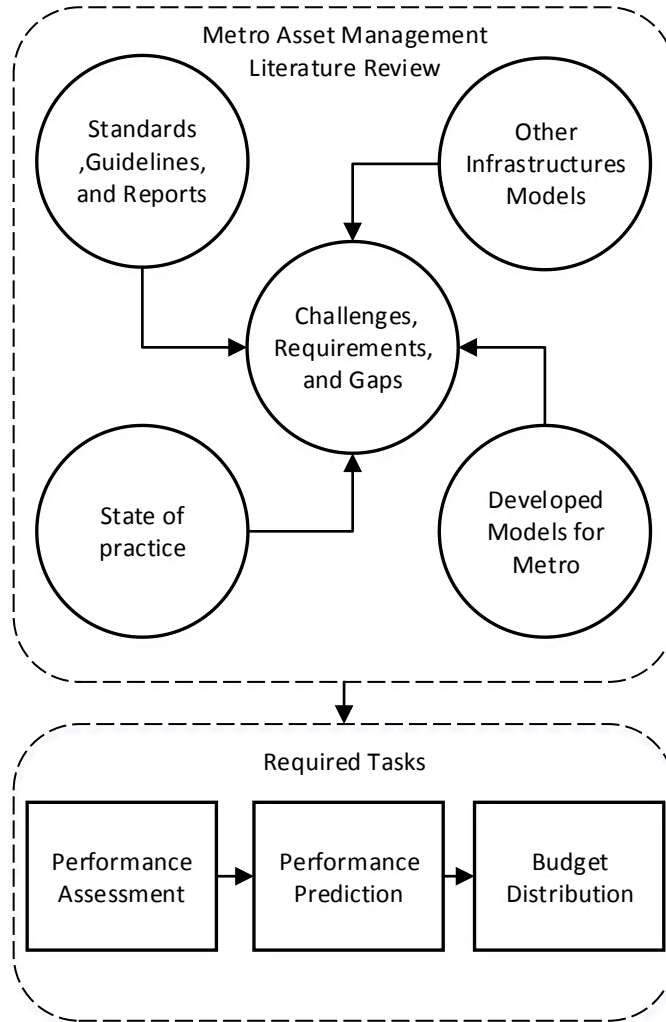 Metro Asset Management
Literature Review
Standards
,Guidelines,
and Reports
Other
Infrastructures
Models
Challenges,
Requirements,
and Gaps
State of
practice
Developed
Models for
Metro
Required Tasks
Performance
Assessment
Performance
Prediction
Budget
Distribution